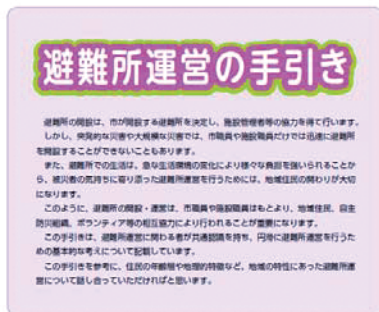 避難所運営の手引き
避難所の開設は、市が開設する避難所を決定し、施設管理者等の協力を得て行います。
しかし、突発的な災害や大規模な災害では、市職員や施設職員だけでは迅速に避難所
を開設することができないこともあります。
また、避難所での生活は、急な生活環境の変化により様々な負担を強いられることか
ら、被災者の気持ちに寄り添った避難所運営を行うためには、地域住民の関わりが大切
になります。
このように、避難所の開設・運営は、市職員や施設職員はもとより、地域住民、自主
防災組織、ボランティア等の相互協力により行われることが重要になります。
この手引きは、避難所運営に関わる者が共通認識を持ち、円滑に避難所運営を行うた
めの基本的な考えについて記載しています。
この手引きを参考に、住民の年齢層や地理的特徴など、地域の特性にあった避難所運
営について話し合っていただければと思います。